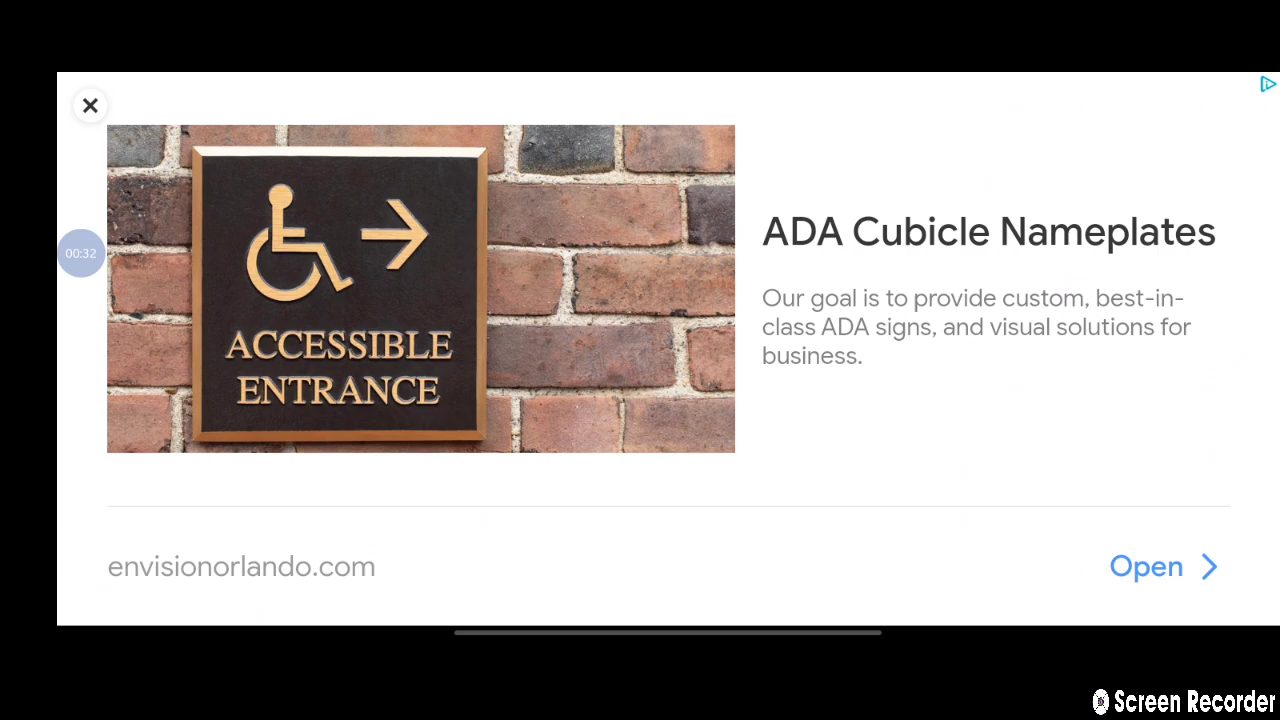 ACCESSIBLE
ENTRANCE
ADA Cubicle Nameplates
Our goal is to provide custom, best-in-
class ADA signs, and visual solutions for
business.
00:32
envisionorlando.com
Open
Screen Recorder